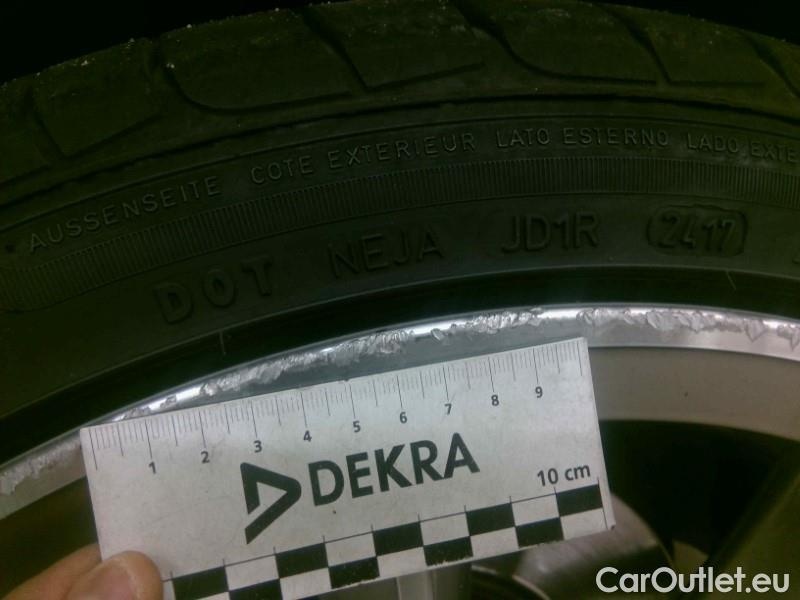 AUSSENSEITE COTE EXTERIEUR LATO ESTERNO LADO EXTE
DOT NEJA JD1R 2417
1 2 3 4 5 6 7 8 9
DEKRA
10 cm
CarOutlet.eu